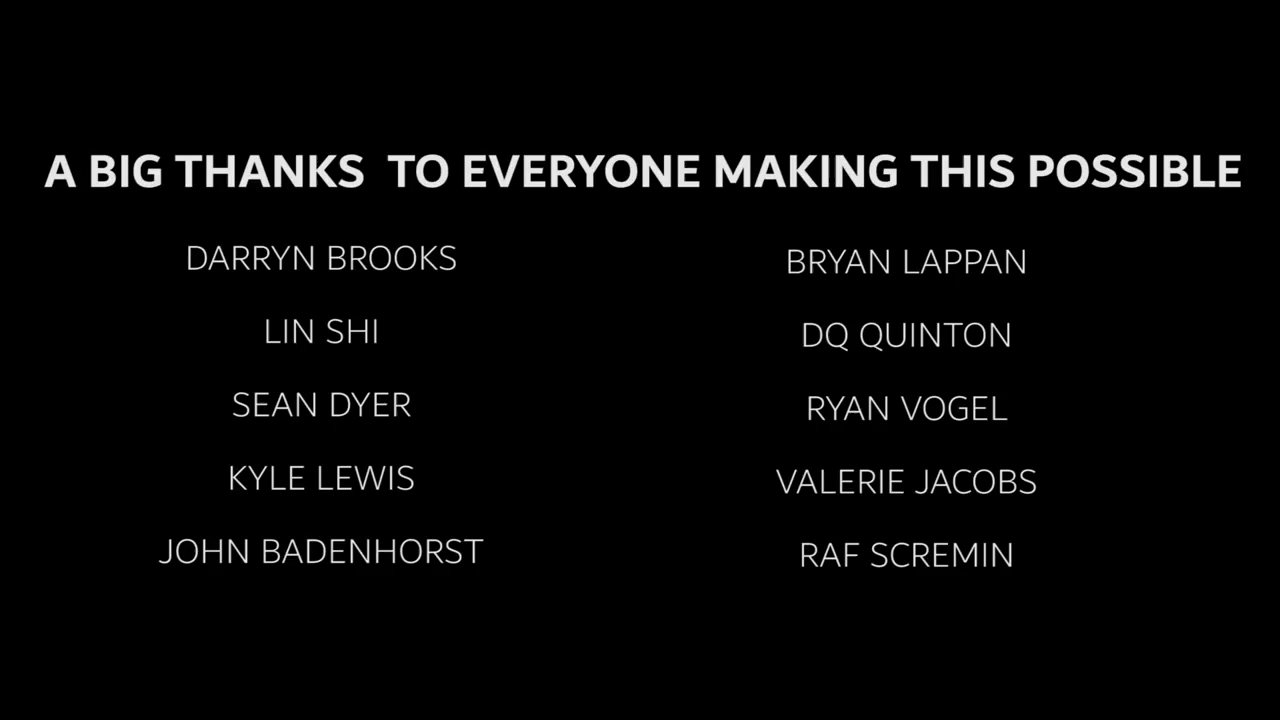 A BIG THANKS  TO EVERYONE MAKING THIS POSSIBLE
DARRYN BROOKS
LIN SHI
SEAN DYER
KYLE LEWIS
JOHN BADENHORST
BRYAN LAPPAN
DQ QUINTON
RYAN VOGEL
VALERIE JACOBS
RAF SCREMIN